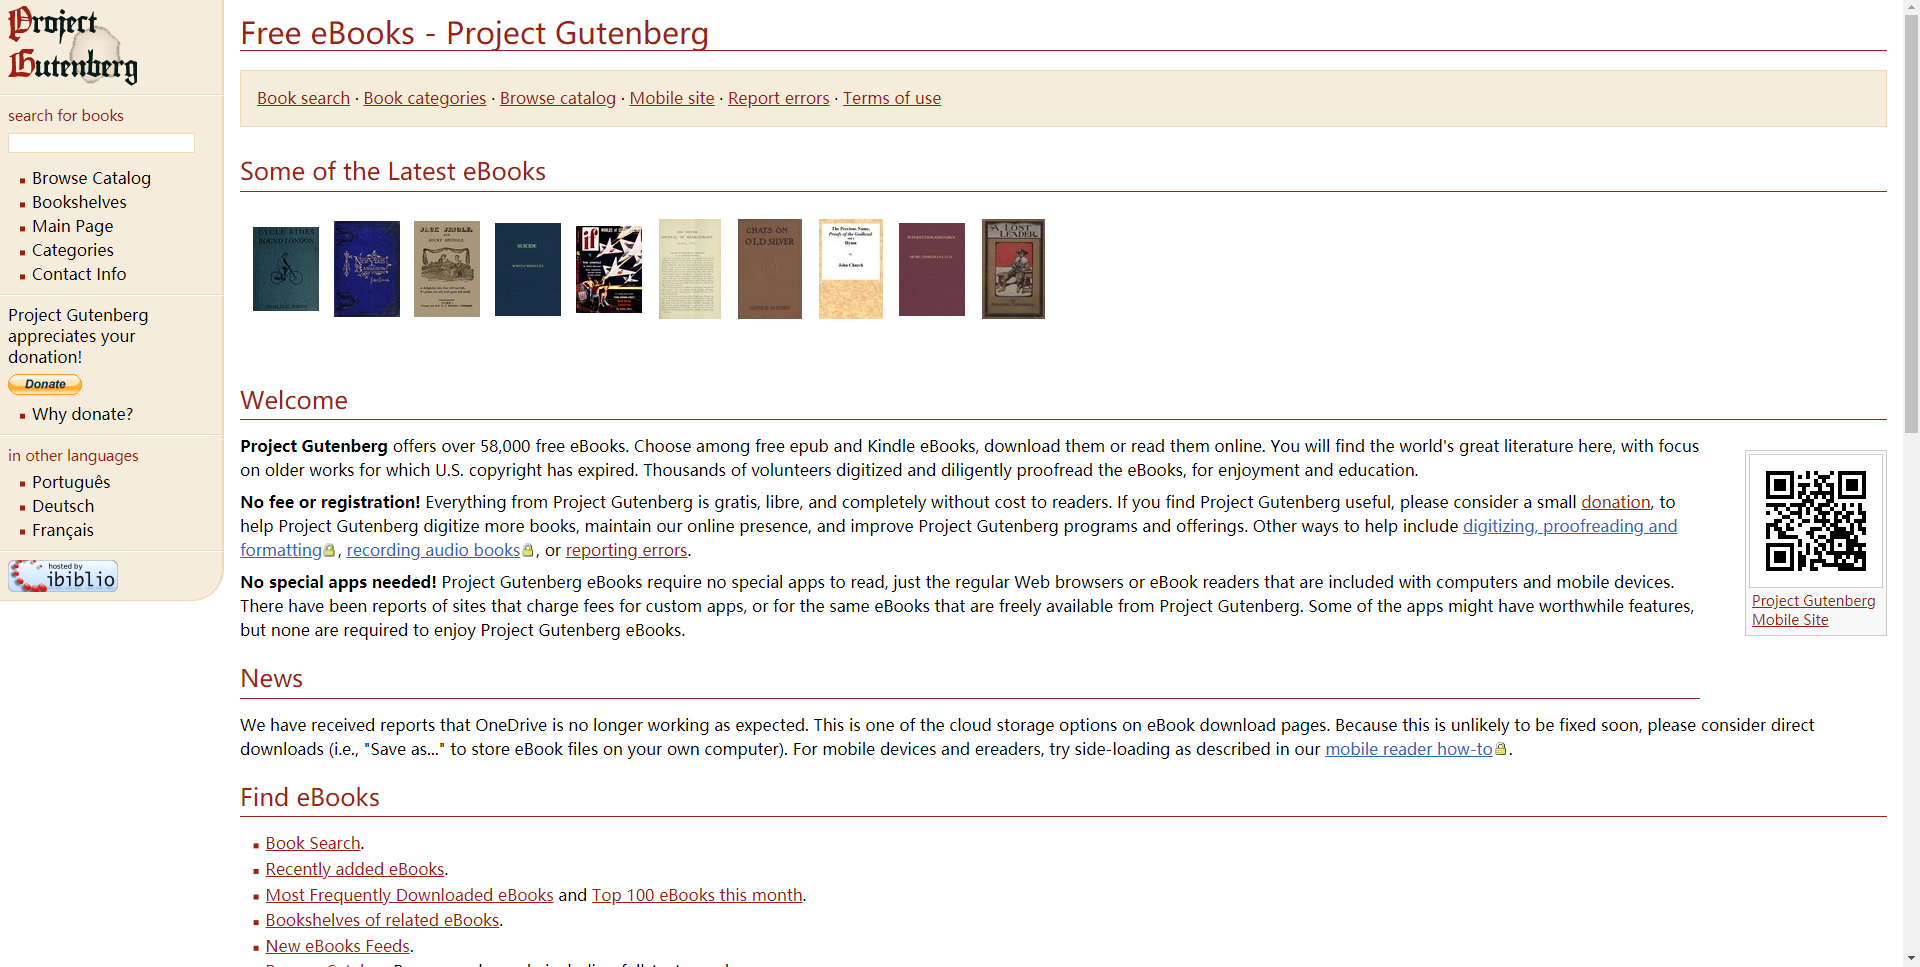 Project
Gutenberg
search for books
Browse Catalog
Bookshelves
Main Page
Categories
Contact Info
Project Gutenberg
appreciates your
donation!
Donate
Why donate?
in other languages
Português
Deutsch
Français
hosted by
ibiblio
Free eBooks - Project Gutenberg
Book search · Book categories · Browse catalog · Mobile site · Report errors · Terms of use
Some of the Latest eBooks
CYCLE RIDES
ROUND LONDON
JACK JINGLE,
SUICIDE
if
CHATS ON
OLD SILVER
The Precious Name,
Proofs of the Godhead
and a
Hymn
by
John Church
SUPERSTITION AND FORCE
A LOST
LEADER
Welcome
Project Gutenberg offers over 58,000 free eBooks. Choose among free epub and Kindle eBooks, download them or read them online. You will find the world's great literature here, with focus
on older works for which U.S. copyright has expired. Thousands of volunteers digitized and diligently proofread the eBooks, for enjoyment and education.
No fee or registration! Everything from Project Gutenberg is gratis, libre, and completely without cost to readers. If you find Project Gutenberg useful, please consider a small donation, to
help Project Gutenberg digitize more books, maintain our online presence, and improve Project Gutenberg programs and offerings. Other ways to help include digitizing, proofreading and
formatting, recording audio books, or reporting errors.
No special apps needed! Project Gutenberg eBooks require no special apps to read, just the regular Web browsers or eBook readers that are included with computers and mobile devices.
There have been reports of sites that charge fees for custom apps, or for the same eBooks that are freely available from Project Gutenberg. Some of the apps might have worthwhile features,
but none are required to enjoy Project Gutenberg eBooks.
Project Gutenberg
Mobile Site
News
We have received reports that OneDrive is no longer working as expected. This is one of the cloud storage options on eBook download pages. Because this is unlikely to be fixed soon, please consider direct
downloads (i.e., "Save as..." to store eBook files on your own computer). For mobile devices and ereaders, try side-loading as described in our mobile reader how-to.
Find eBooks
Book Search.
Recently added eBooks.
Most Frequently Downloaded eBooks and Top 100 eBooks this month.
Bookshelves of related eBooks.
New eBooks Feeds.